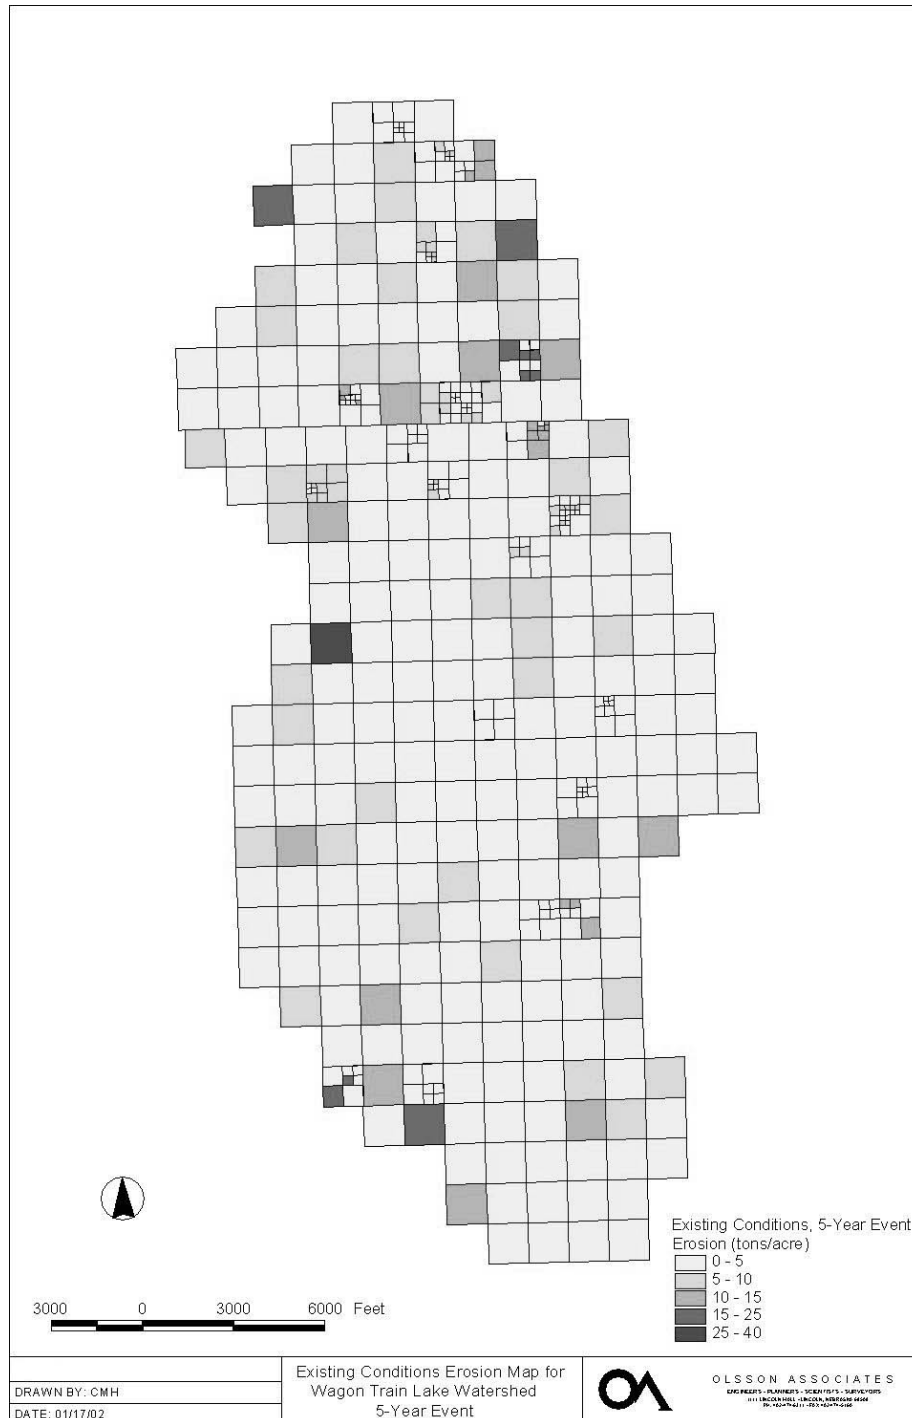 Existing Conditions, 5-Year Event
Erosion (tons/acre)
0 - 5
5 - 10
10 - 15
15 - 25
25 - 40
3000 0 3000 6000 Feet
DRAWN BY: CMH
DATE: 01/17/02
Existing Conditions Erosion Map for
Wagon Train Lake Watershed
5-Year Event
OA
OLSSON ASSOCIATES
ENGINEERS - PLANNERS - SCIENTISTS - SURVEYORS